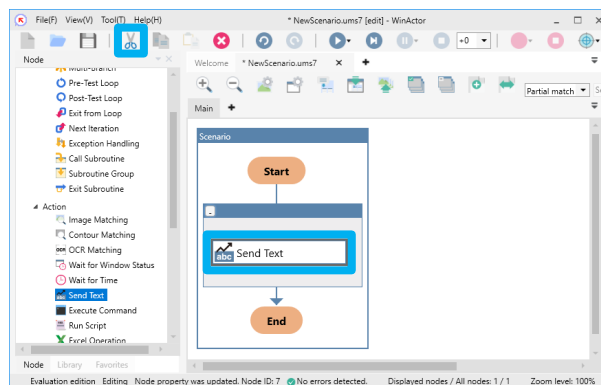 File(F) View(V) Tool(T) Help(H)
* NewScenario.ums7 [edit] - WinActor
+0
Node
Welcome * NewScenario.ums7
Multi-Branch
Pre-Test Loop
Post-Test Loop
Exit from Loop
Next Iteration
Exception Handling
Call Subroutine
Subroutine Group
Exit Subroutine
Action
Image Matching
Contour Matching
OCR OCR Matching
Wait for Window Status
Wait for Time
Send Text
Execute Command
Run Script
Excel Operation
Partial match
Main
Scenario
Start
abc Send Text
End
Node Library Favorites
Evaluation edition Editing Node property was updated. Node ID: 7 No errors detected. Displayed nodes / All nodes: 1 / 1 Zoom level: 100%